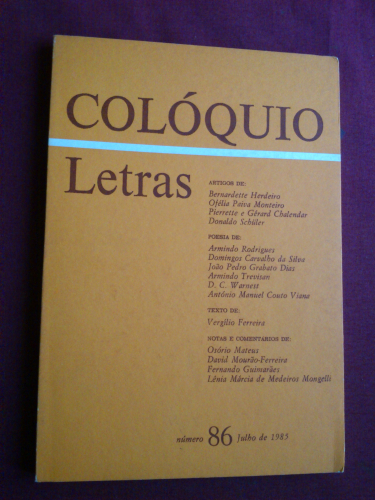 COLÓQUIO
Letras
ARTIGOS DE:
Bernardette Herdeiro
Ofélia Paiva Monteiro
Pierrette e Gérard Chalendar
Donaldo Schüler
POESIA DE:
Armindo Rodrigues
Domingos Carvalho da Silva
João Pedro Grabato Dias
Armindo Trevisan
D. C. Warnest
António Manuel Couto Viana
TEXTO DE:
Vergílio Ferreira
NOTAS E COMENTÁRIOS DE:
Osório Mateus
David Mourão-Ferreira
Fernando Guimarães
Lênia Márcia de Medeiros Mongelli
número 86 Julho de 1985